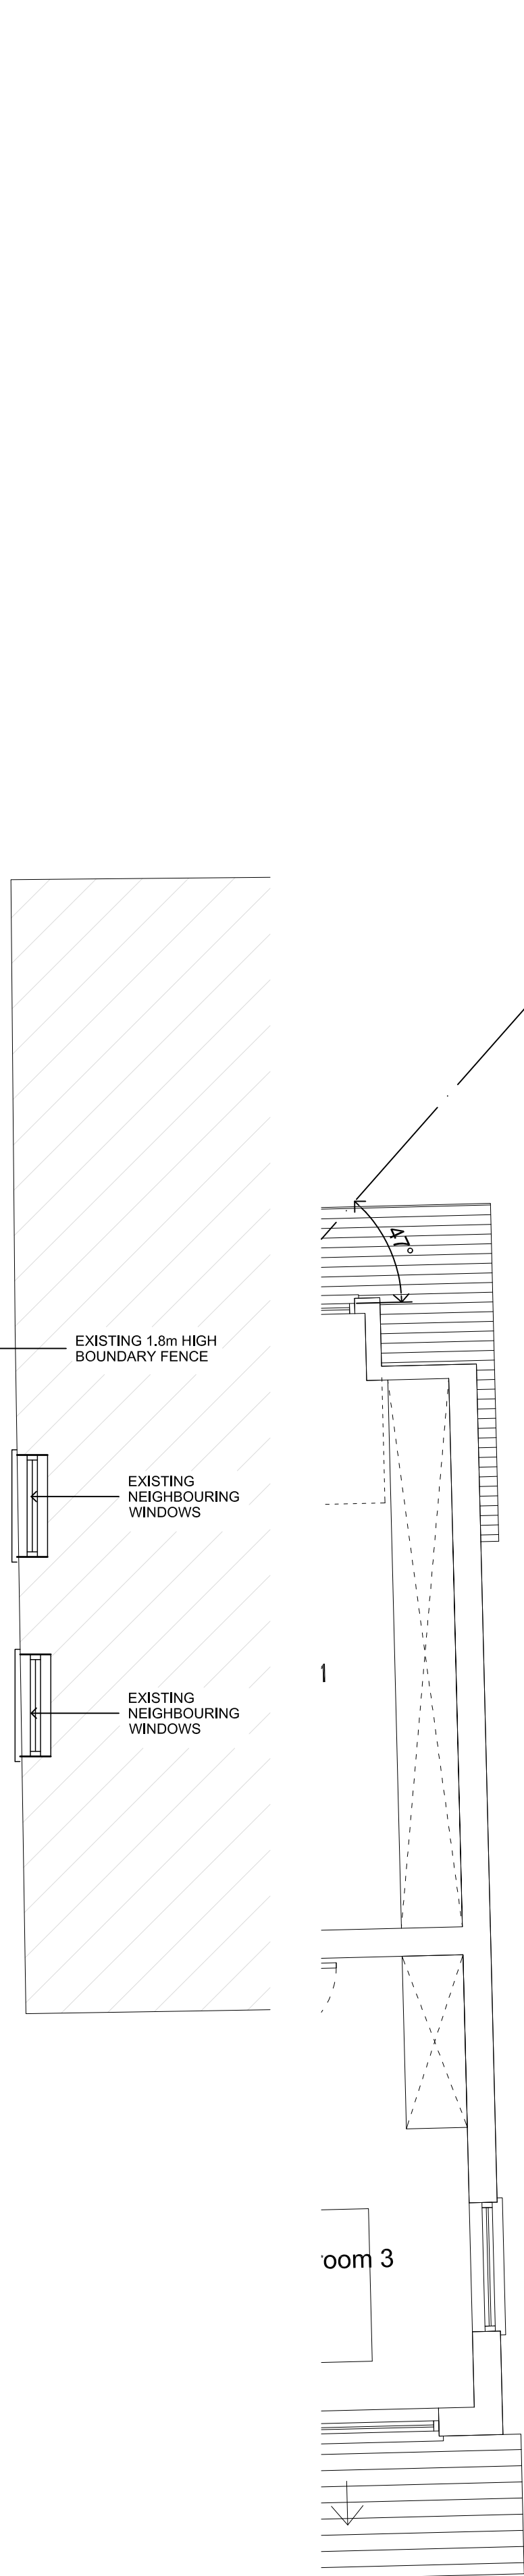 47°
EXISTING 1.8m HIGH
BOUNDARY FENCE
EXISTING
NEIGHBOURING
WINDOWS
1
EXISTING
NEIGHBOURING
WINDOWS
room 3